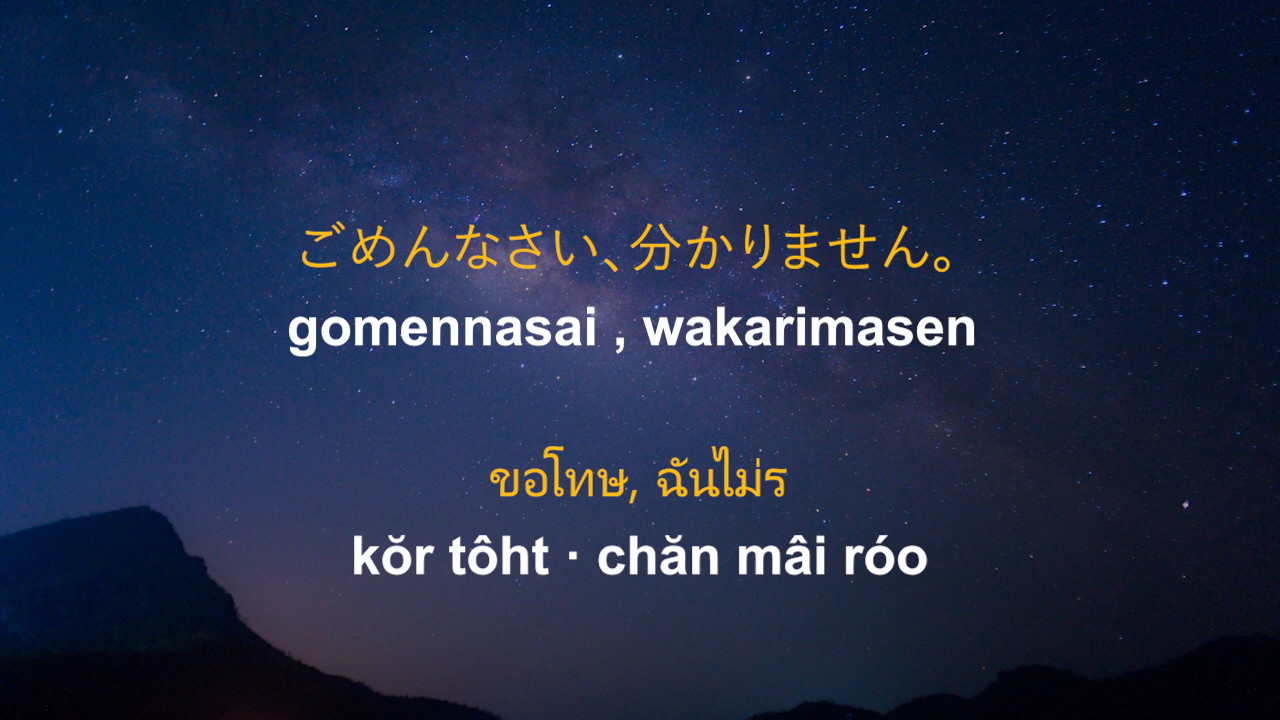 ごめんなさい、分かりません。
gomennasai , wakarimasen
ขอโทษ, ฉันไม่ร
kŏr tôht · chăn mâi róo